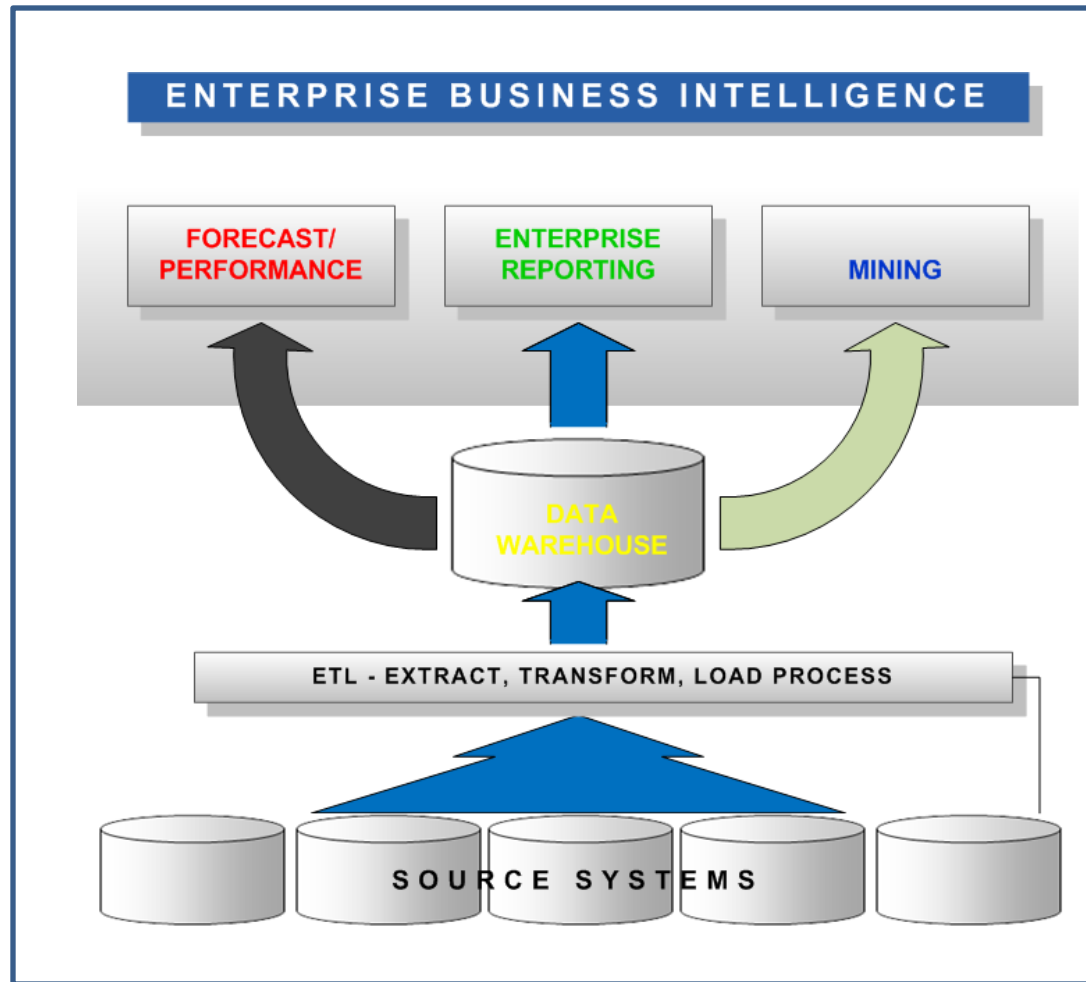 ENTERPRISE BUSINESS INTELLIGENCE
FORECAST/
PERFORMANCE
ENTERPRISE
REPORTING
MINING
DATA
WAREHOUSE
ETL - EXTRACT, TRANSFORM, LOAD PROCESS
SOURCE SYSTEMS